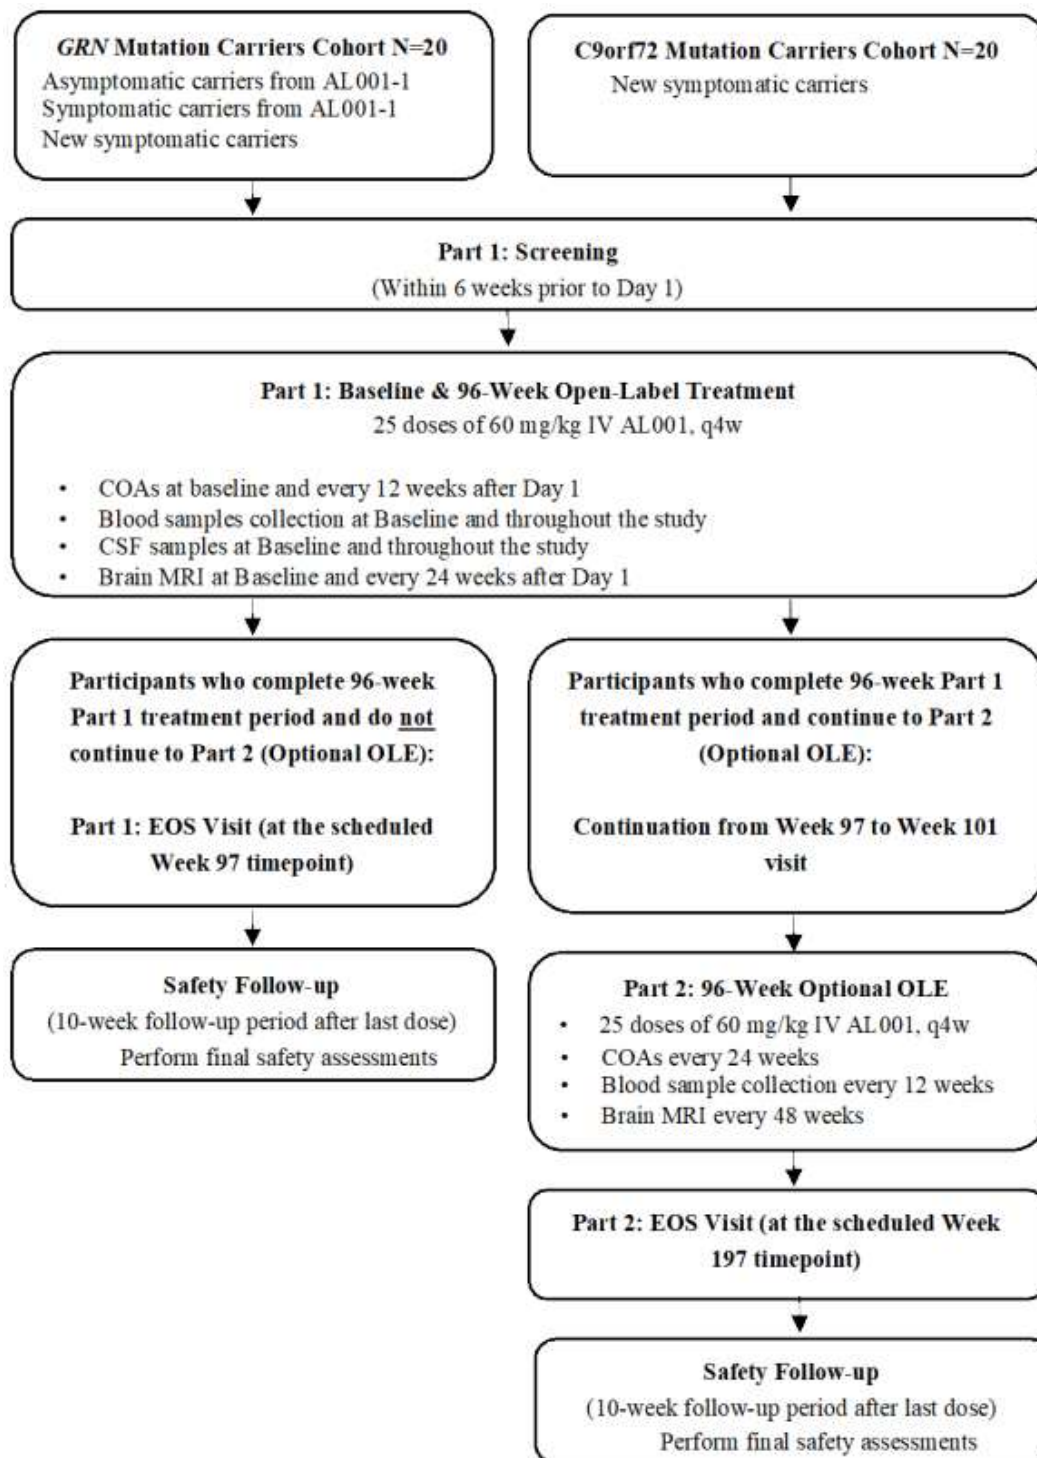 GRN Mutation Carriers Cohort N=20
Asymptomatic carriers from AL001-1
Symptomatic carriers from AL001-1
New symptomatic carriers
C9orf72 Mutation Carriers Cohort N=20
New symptomatic carriers
Part 1: Screening
(Within 6 weeks prior to Day 1)
Part 1: Baseline & 96-Week Open-Label Treatment
25 doses of 60 mg/kg IV AL001, q4w
• COAs at baseline and every 12 weeks after Day 1
• Blood samples collection at Baseline and throughout the study
• CSF samples at Baseline and throughout the study
• Brain MRI at Baseline and every 24 weeks after Day 1
Participants who complete 96-week
Part 1 treatment period and do not
continue to Part 2 (Optional OLE):
Part 1: EOS Visit (at the scheduled
Week 97 timepoint)
Safety Follow-up
(10-week follow-up period after last dose)
Perform final safety assessments
Participants who complete 96-week Part 1
treatment period and continue to Part 2
(Optional OLE):
Continuation from Week 97 to Week 101
visit
Part 2: 96-Week Optional OLE
• 25 doses of 60 mg/kg IV AL001, q4w
• COAs every 24 weeks
• Blood sample collection every 12 weeks
• Brain MRI every 48 weeks
Part 2: EOS Visit (at the scheduled Week
197 timepoint)
Safety Follow-up
(10-week follow-up period after last dose)
Perform final safety assessments